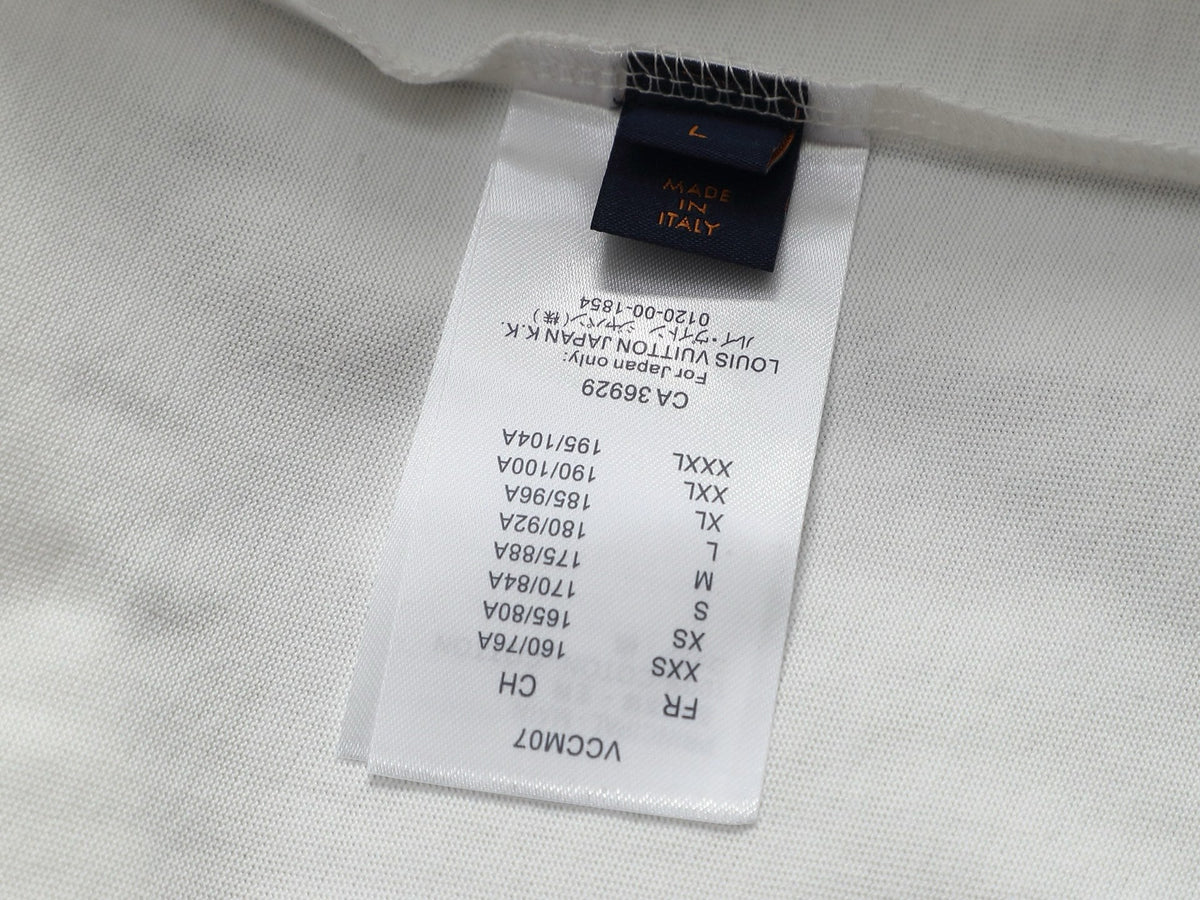 L
MADE
IN
ITALY
VCCM07
FR CH
XXS 160/76A
XS 165/80A
S 170/84A
M 175/88A
L 180/92A
XL 185/96A
XXL 190/100A
XXXL 195/104A
CA 36929
For Japan only:
LOUIS VUITTON JAPAN K.K.
ルイ・ヴィトン ジャパン(株)
0120-00-1854